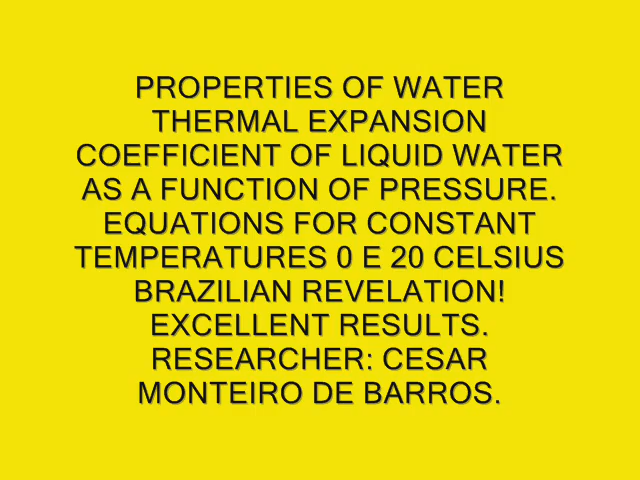 PROPERTIES OF WATER
THERMAL EXPANSION
COEFFICIENT OF LIQUID WATER
AS A FUNCTION OF PRESSURE.
EQUATIONS FOR CONSTANT
TEMPERATURES 0 E 20 CELSIUS
BRAZILIAN REVELATION!
EXCELLENT RESULTS.
RESEARCHER: CESAR
MONTEIRO DE BARROS.